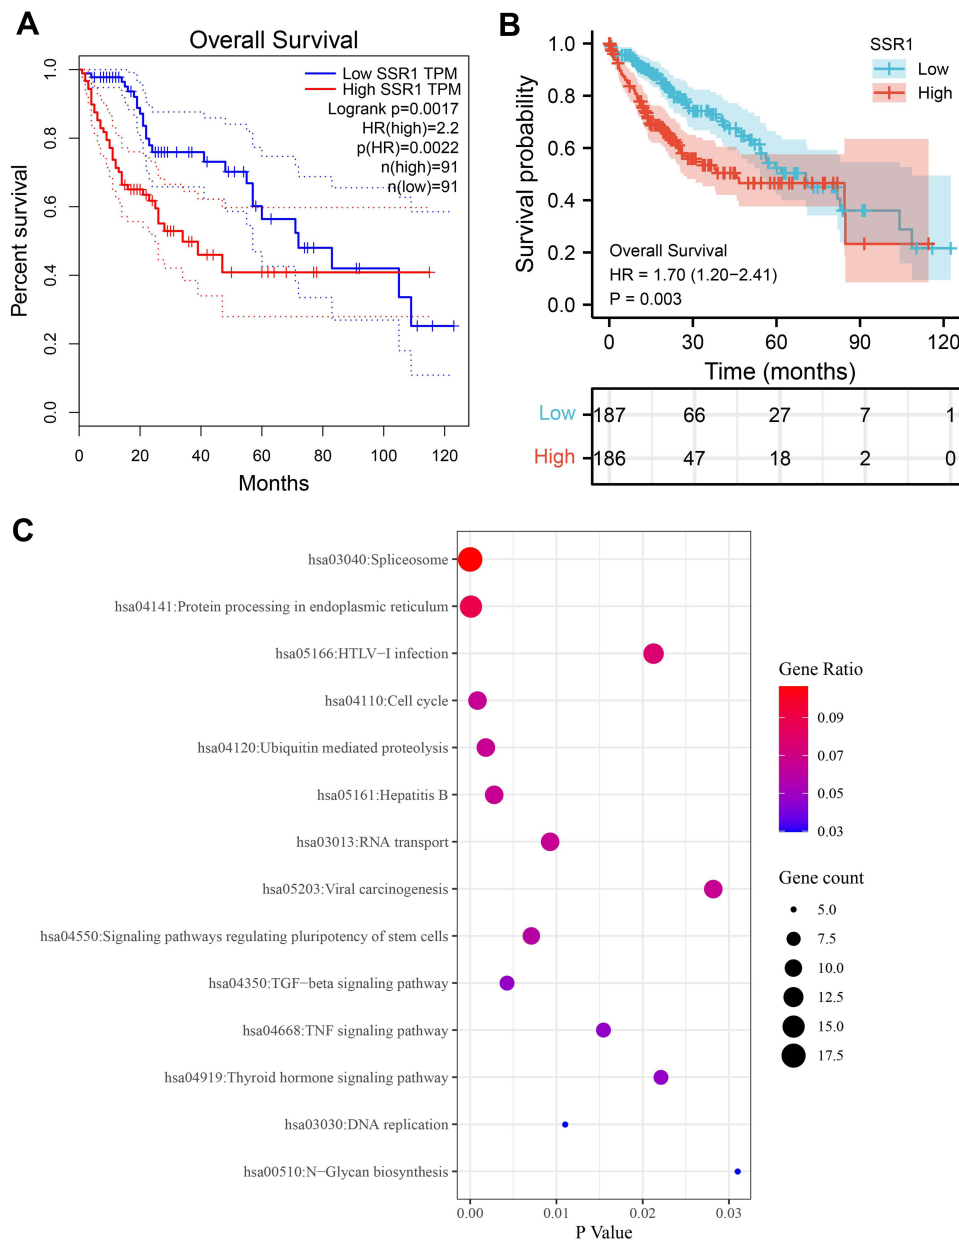 A
Overall Survival
Low SSR1 TPM
High SSR1 TPM
Logrank p=0.0017
HR(high)=2.2
p(HR)=0.0022
n(high)=91
n(low)=91
Percent survival
1.0
0.8
0.6
0.4
0.2
0.0
0 20 40 60 80 100 120
Months
B
SSR1
Low
High
Survival probability
1.0
0.8
0.6
0.4
0.2
0.0
Overall Survival
HR = 1.70 (1.20−2.41)
P = 0.003
0 30 60 90 120
Time (months)
Low 187 66 27 7 1
High 186 47 18 2 0
C
hsa03040:Spliceosome
hsa04141:Protein processing in endoplasmic reticulum
hsa05166:HTLV−I infection
hsa04110:Cell cycle
hsa04120:Ubiquitin mediated proteolysis
hsa05161:Hepatitis B
hsa03013:RNA transport
hsa05203:Viral carcinogenesis
hsa04550:Signaling pathways regulating pluripotency of stem cells
hsa04350:TGF−beta signaling pathway
hsa04668:TNF signaling pathway
hsa04919:Thyroid hormone signaling pathway
hsa03030:DNA replication
hsa00510:N−Glycan biosynthesis
0.00 0.01 0.02 0.03
P Value
Gene Ratio
0.09
0.07
0.05
0.03
Gene count
5.0
7.5
10.0
12.5
15.0
17.5